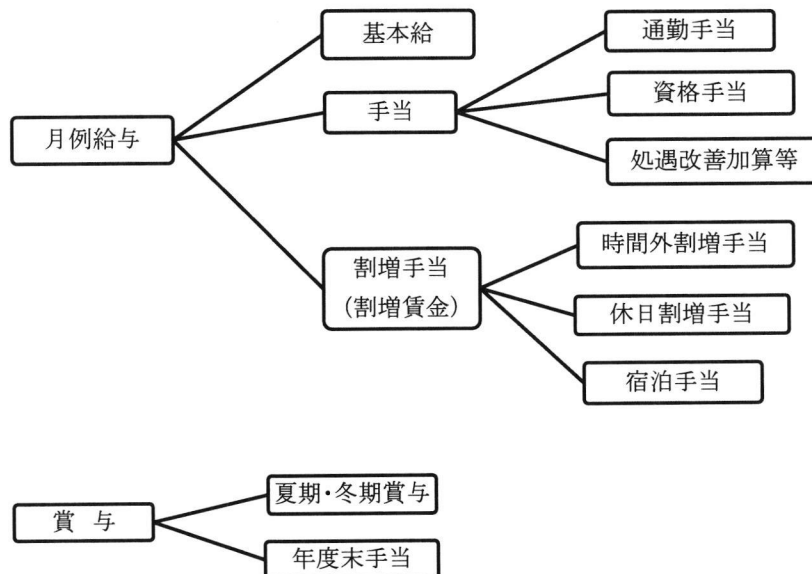 基本給
通勤手当
手当
資格手当
月例給与
処遇改善加算等
割増手当
(割増賃金)
時間外割増手当
休日割増手当
宿泊手当
賞 与
夏期・冬期賞与
年度末手当